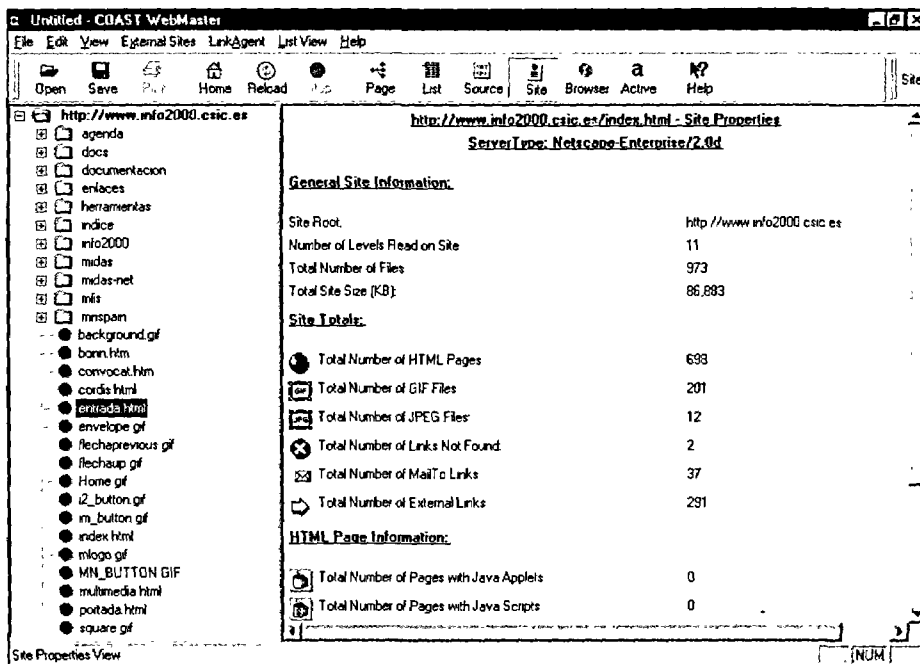 Untitled - COAST WebMaster
File Edit View External Sites LinkAgent List View Help
Open Save Home Reload Page List Source Site Browser Active Help Site
http://www.info2000.csic.es
agenda
docs
documentacion
enlaces
herramientas
indice
info2000
midas
midas-net
mlis
mnspain
background.gif
bonn.htm
convocat.htm
cordis.html
entrada.html
envelope.gif
flechaprevious.gif
flechaup.gif
Home.gif
i2_button.gif
im_button.gif
index.html
mlogo.gif
MN_BUTTON.GIF
multimedia.html
portada.html
square.gif
http://www.info2000.csic.es/index.html - Site Properties
ServerType: Netscape-Enterprise/2.0d
General Site Information:
Site Root: http://www.info2000.csic.es
Number of Levels Read on Site 11
Total Number of Files 973
Total Site Size (KB): 86,883
Site Totals:
Total Number of HTML Pages 693
GIF Total Number of GIF Files 201
JPG Total Number of JPEG Files 12
Total Number of Links Not Found 2
Total Number of MailTo Links 37
Total Number of External Links 291
HTML Page Information:
Total Number of Pages with Java Applets 0
Total Number of Pages with Java Scripts 0
Site Properties View NUM